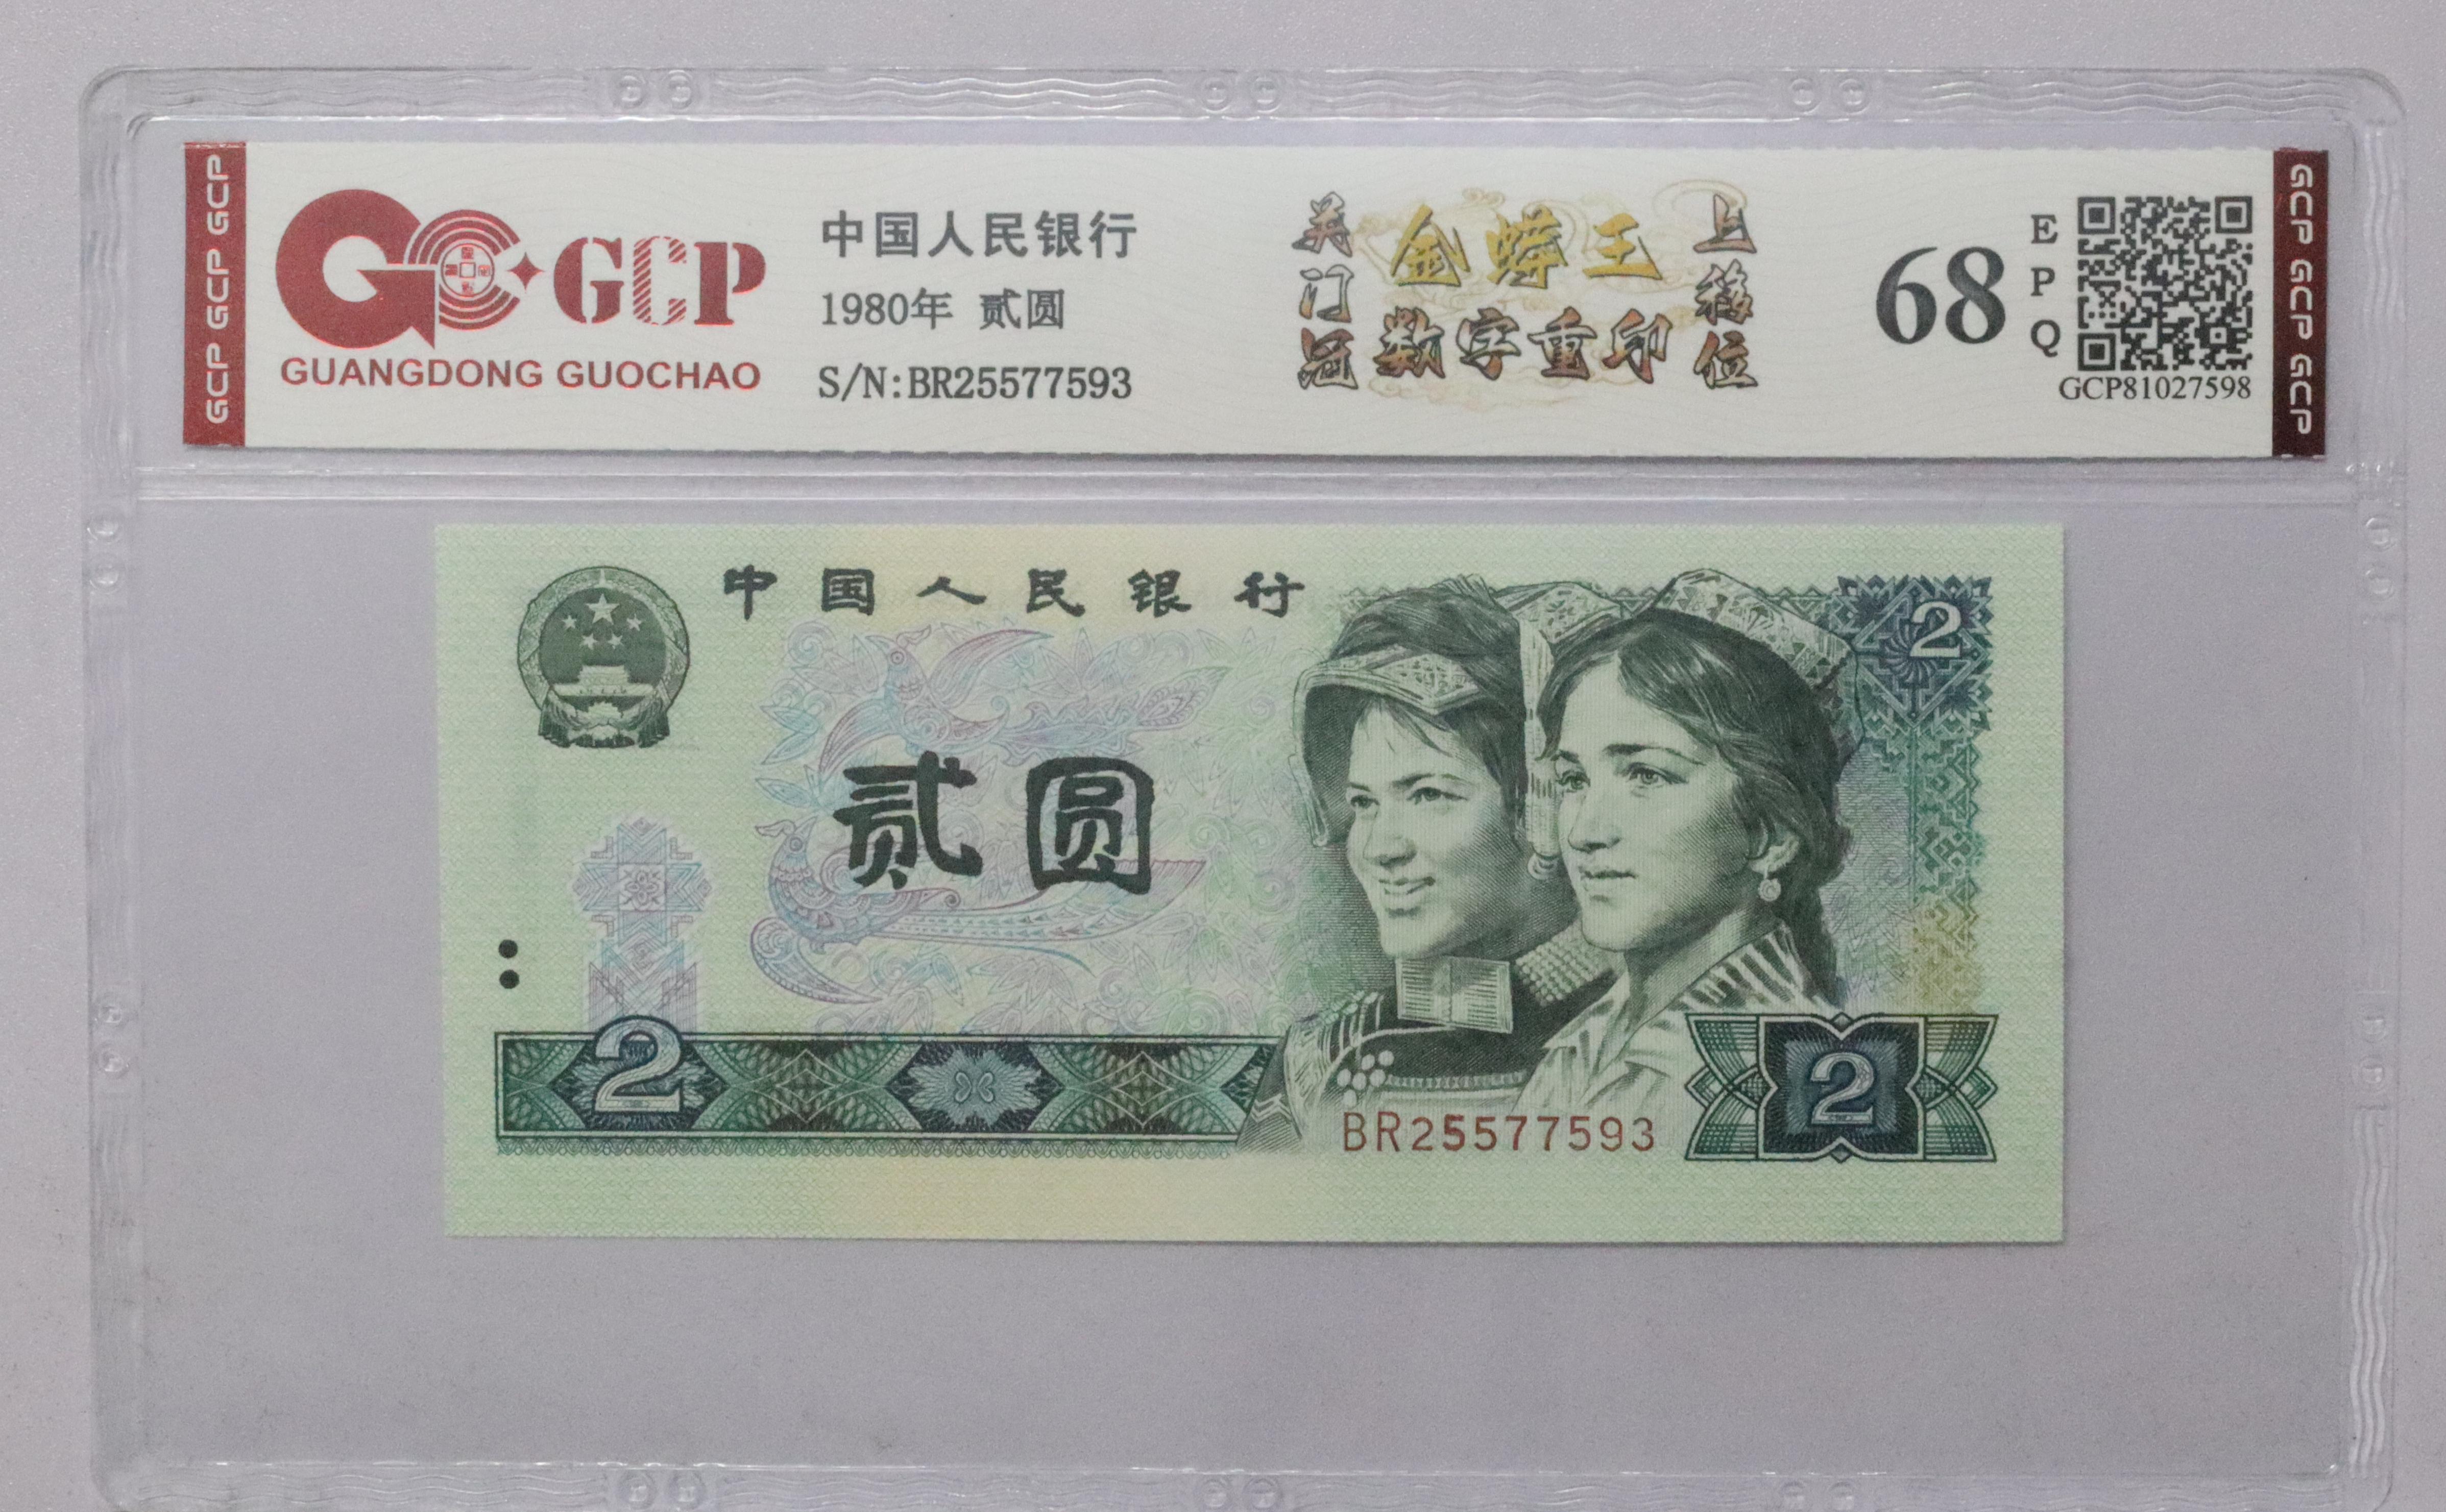 GCP GCP GCP
GCP
GUANGDONG GUOCHAO
中国人民银行
1980年 贰圆
S/N:BR25577593
关门冠
金蟒王
数字重印
上移位
68
EPQ
GCP81027598
GCP GCP GCP
中国人民银行
2
贰圆
2
2
BR25577593